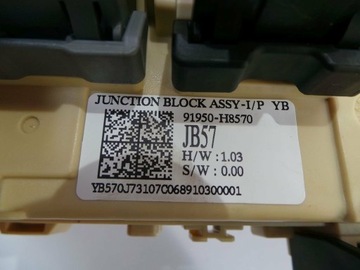 JUNCTION BLOCK ASSY-I/P YB
91950-H8570
JB57
H/W : 1.03
S/W : 0.00
YB570J73107C068910300001